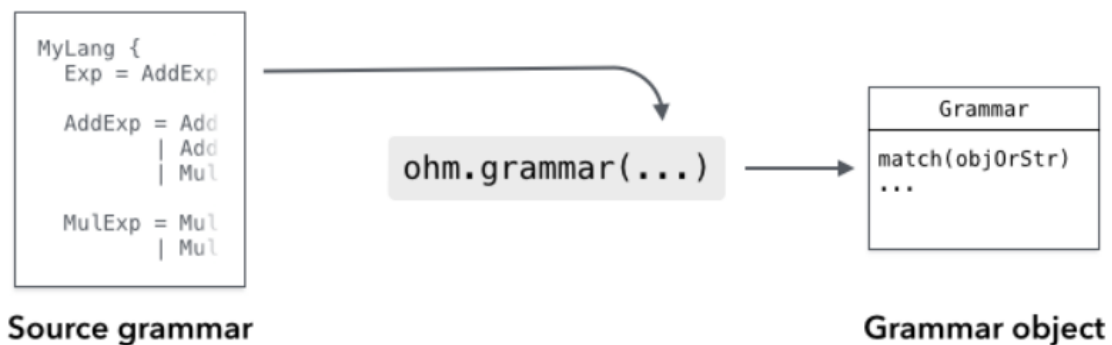 MyLang {
Exp = AddExp
AddExp = Add
| Add
| Mul
MulExp = Mul
| Mul
Source grammar
ohm.grammar(...)
Grammar
match(objOrStr)
...
Grammar object